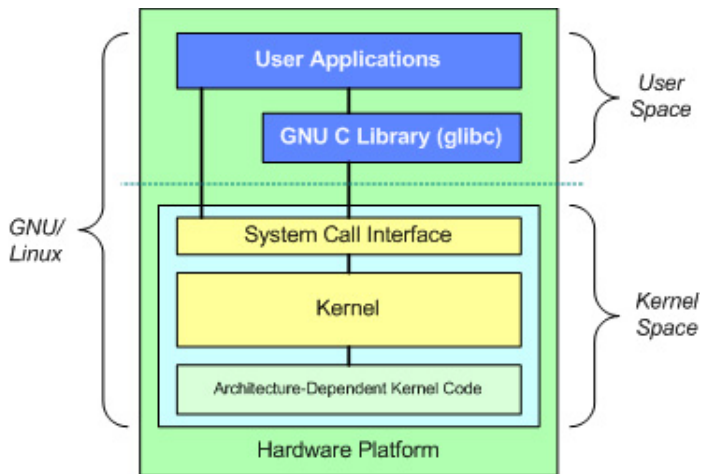 User Applications
GNU C Library (glibc)
User
Space
GNU/
Linux
System Call Interface
Kernel
Architecture-Dependent Kernel Code
Kernel
Space
Hardware Platform